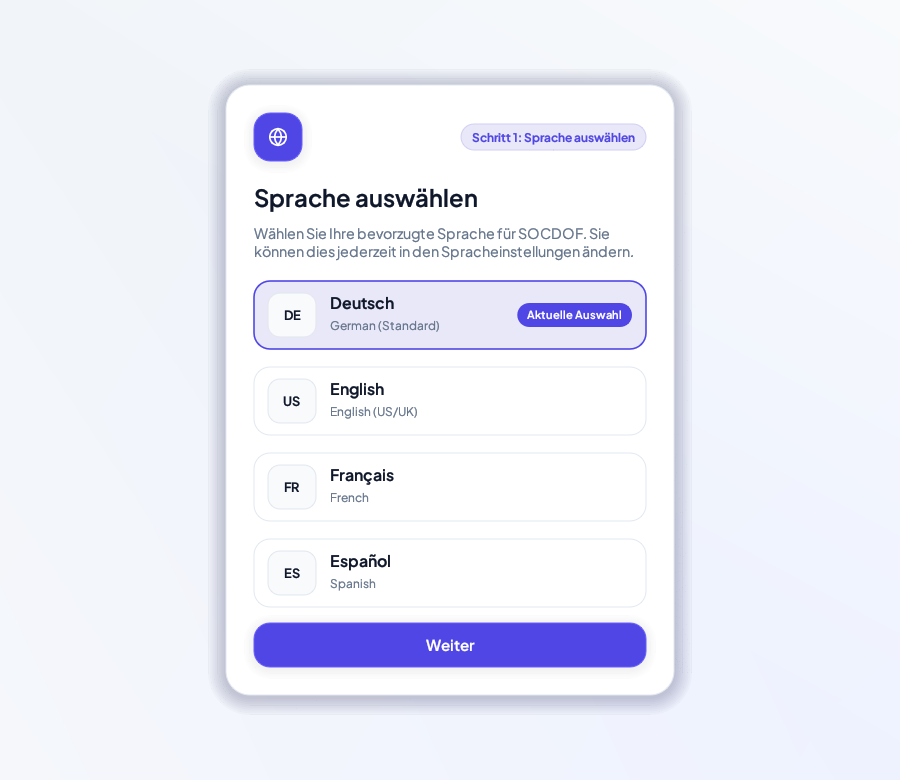 Schritt 1: Sprache auswählen
Sprache auswählen
Wählen Sie Ihre bevorzugte Sprache für SOCDOF. Sie
können dies jederzeit in den Spracheinstellungen ändern.
DE
Deutsch
German (Standard)
Aktuelle Auswahl
US
English
English (US/UK)
FR
Français
French
ES
Español
Spanish
Weiter